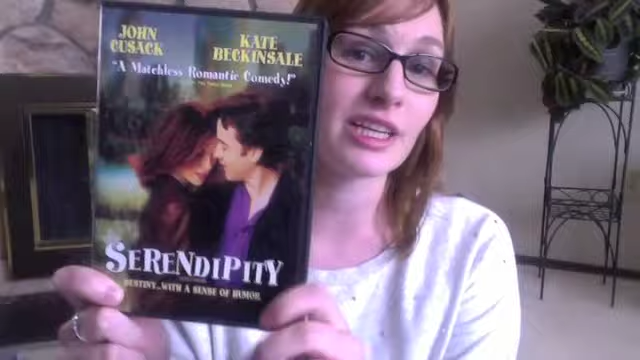 JOHN CUSACK
KATE BECKINSALE
"A Matchless Romantic Comedy!"
SERENDIPITY
DESTINY...WITH A SENSE OF HUMOR.